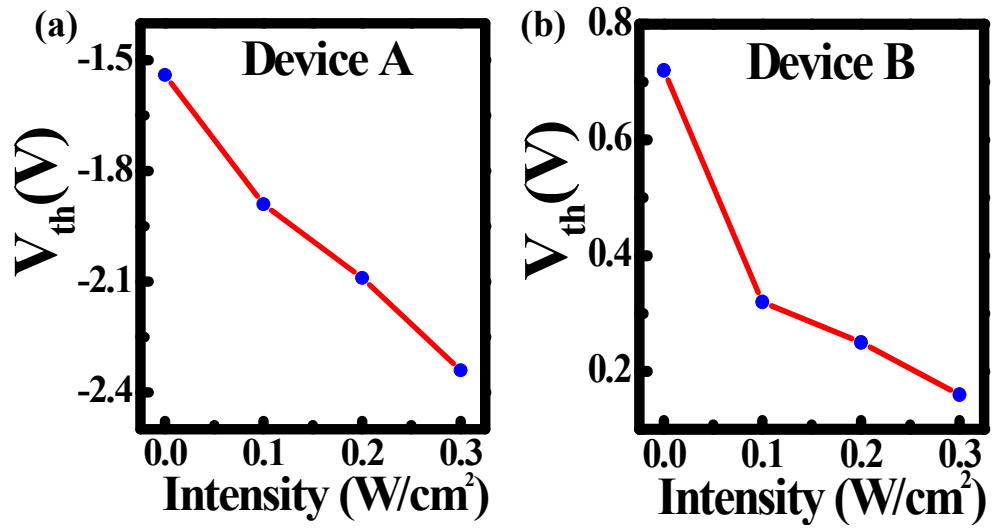 (a)
Device A
-1.5
-1.8
-2.1
-2.4
V_th(V)
0.0 0.1 0.2 0.3
Intensity (W/cm²)
(b)
Device B
0.8
0.6
0.4
0.2
V_th(V)
0.0 0.1 0.2 0.3
Intensity (W/cm²)